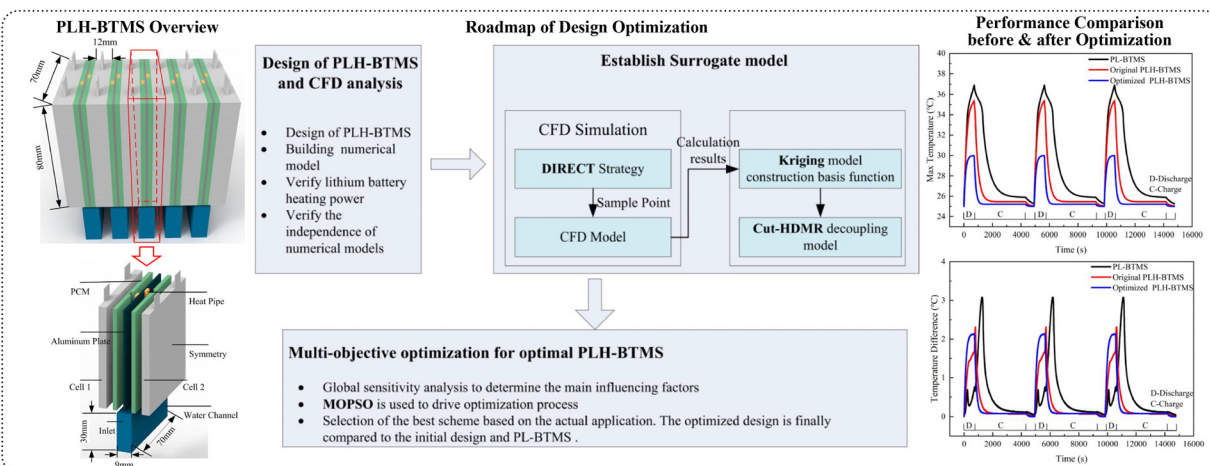 PLH-BTMS Overview
12mm
70mm
80mm
PCM
Heat Pipe
Aluminum Plate
Symmetry
Cell 1
Cell 2
Water Channel
Inlet
30mm
70mm
9mm
Roadmap of Design Optimization
Design of PLH-BTMS
and CFD analysis
• Design of PLH-BTMS
• Building numerical
model
• Verify lithium battery
heating power
• Verify the
independence of
numerical models
Establish Surrogate model
CFD Simulation
DIRECT Strategy
Sample Point
CFD Model
Calculation
results
Kriging model
construction basis function
Cut-HDMR decoupling
model
Multi-objective optimization for optimal PLH-BTMS
• Global sensitivity analysis to determine the main influencing factors
• MOPSO is used to drive optimization process
• Selection of the best scheme based on the actual application. The optimized design is finally
compared to the initial design and PL-BTMS .
Performance Comparison
before & after Optimization
Max Temperature (°C)
40
38
36
34
32
30
28
26
24
PL-BTMS
Original PLH-BTMS
Optimized PLH-BTMS
D-Discharge
C-Charge
D C D C D C
0 2000 4000 6000 8000 10000 12000 14000 16000
Time (s)
Temperature Difference (°C)
4
3
2
1
0
PL-BTMS
Original PLH-BTMS
Optimized PLH-BTMS
D-Discharge
C-Charge
D C D C D C
0 2000 4000 6000 8000 10000 12000 14000 16000
Time (s)